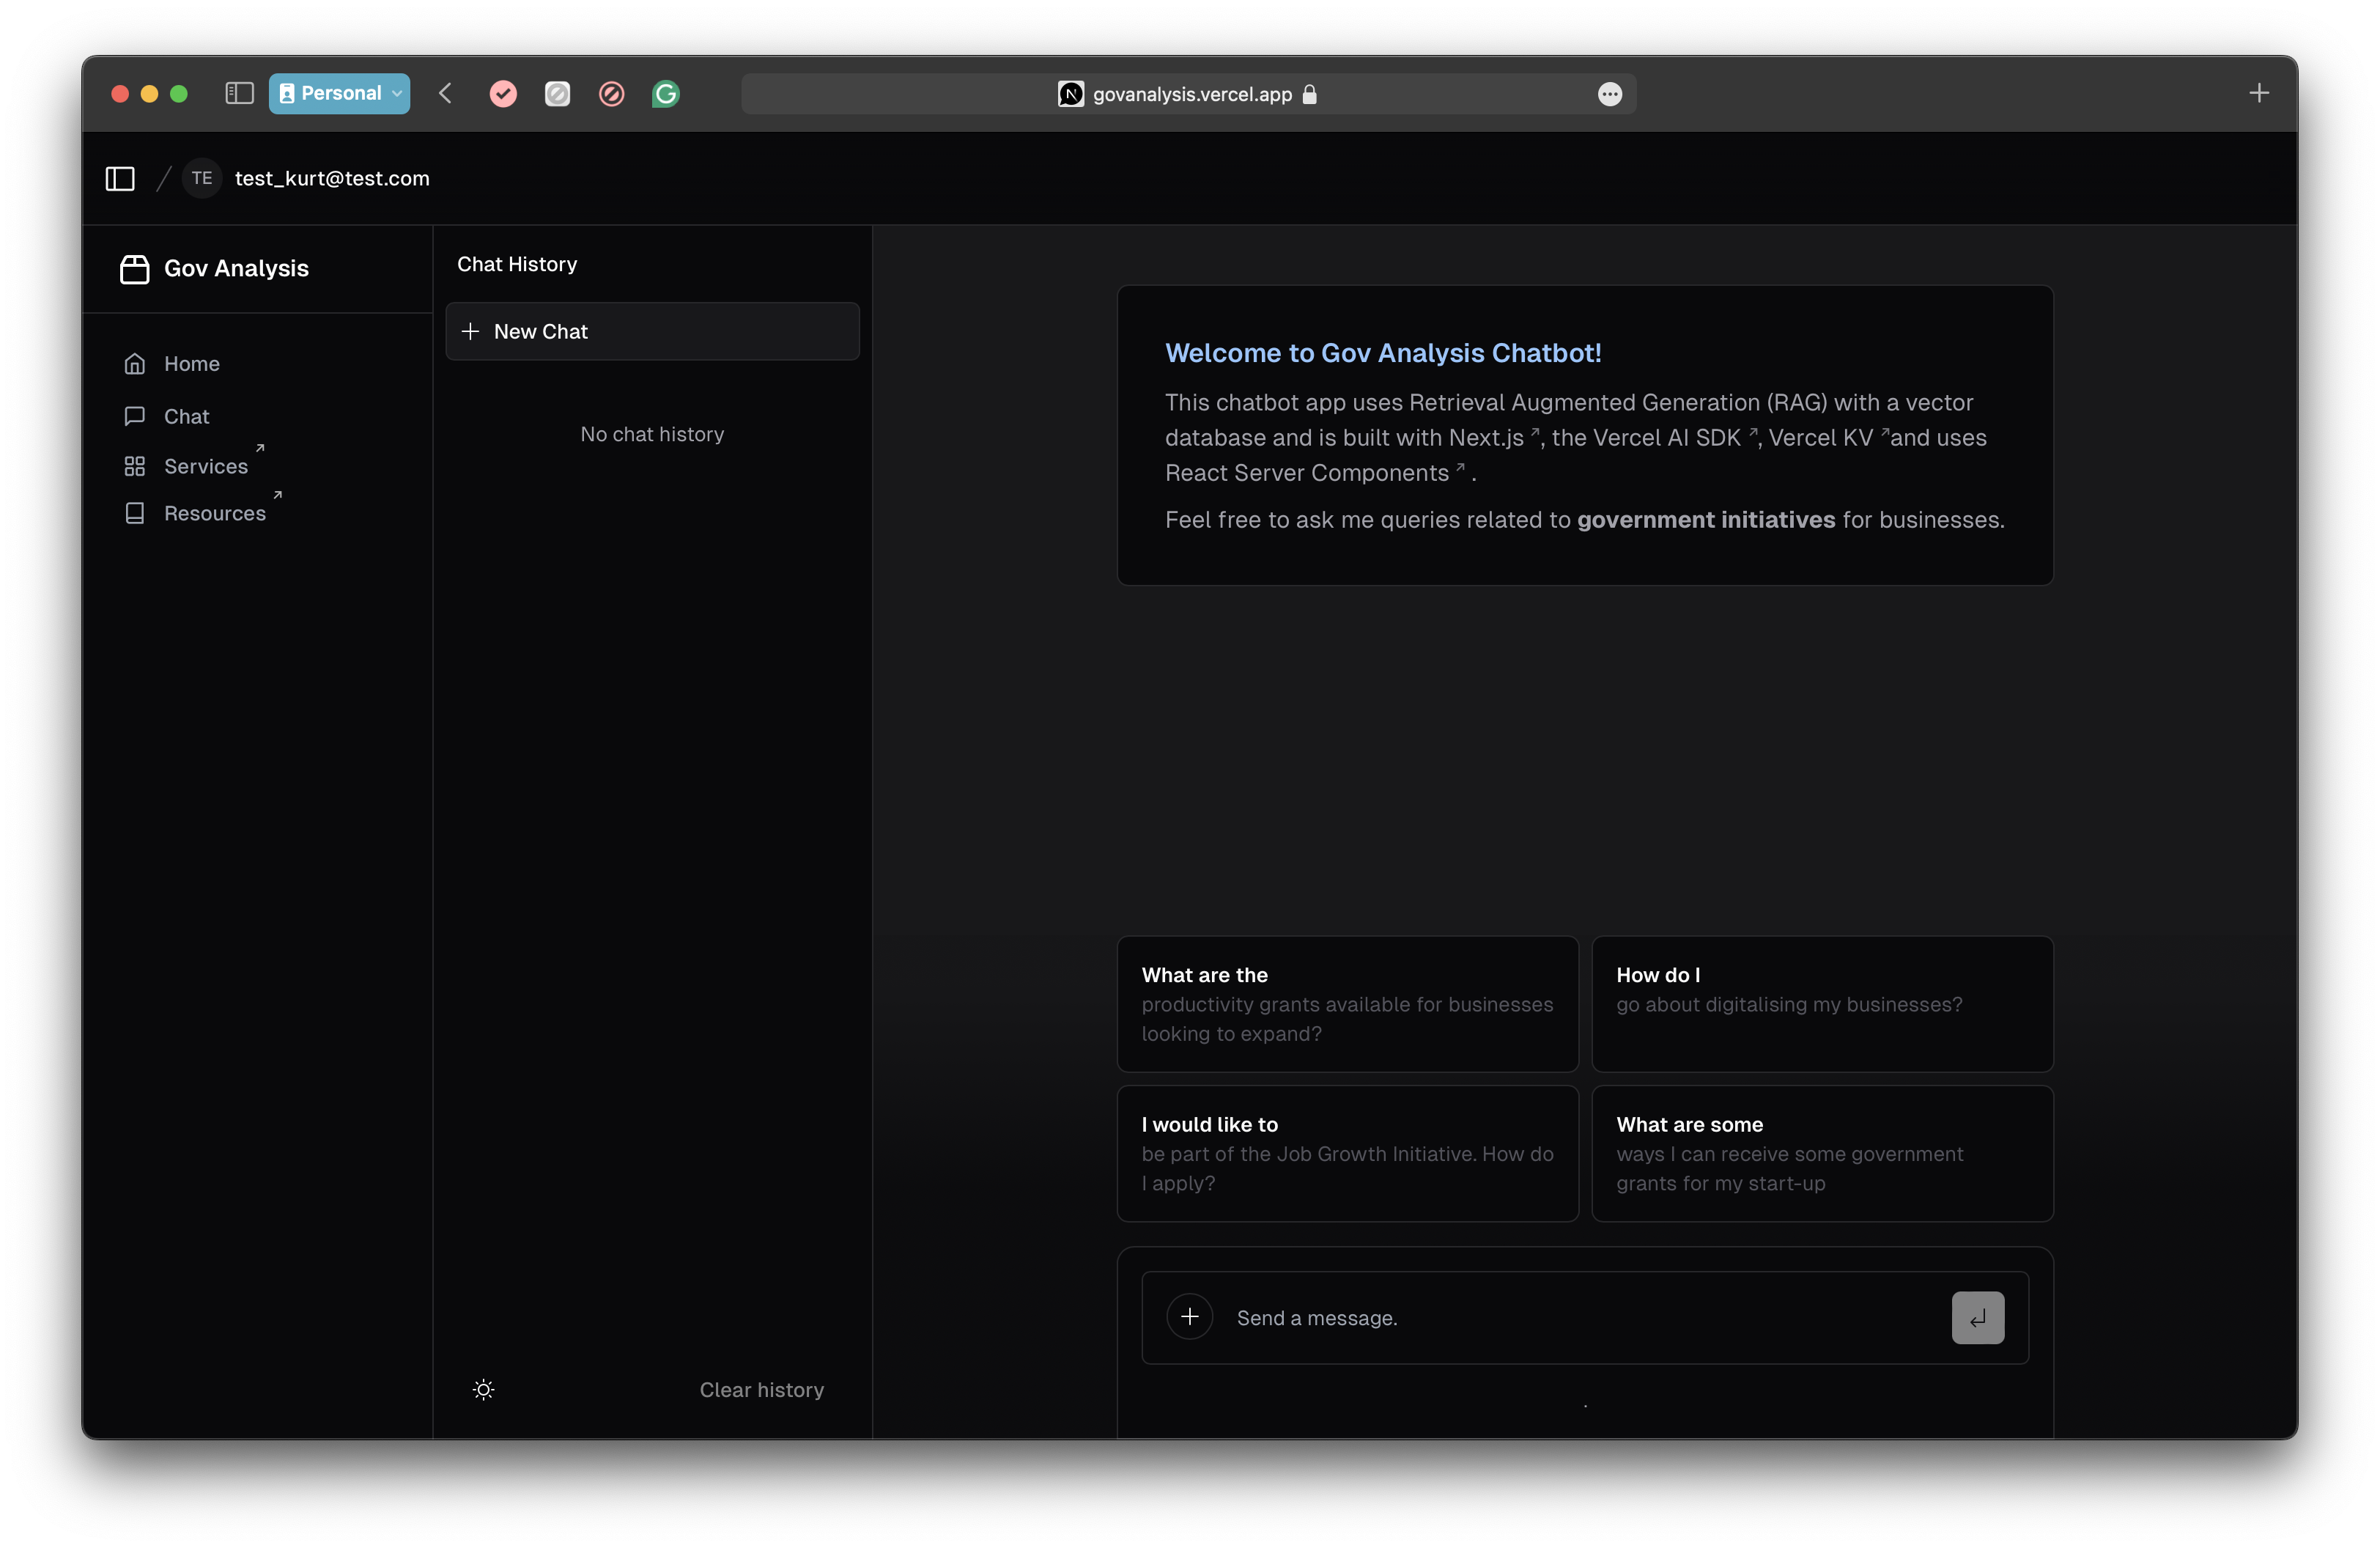 Personal
govanalysis.vercel.app
TE test_kurt@test.com
Gov Analysis
Home
Chat
Services
Resources
Chat History
New Chat
No chat history
Clear history
Welcome to Gov Analysis Chatbot!
This chatbot app uses Retrieval Augmented Generation (RAG) with a vector
database and is built with Next.js, the Vercel AI SDK, Vercel KV and uses
React Server Components.
Feel free to ask me queries related to government initiatives for businesses.
What are the
productivity grants available for businesses
looking to expand?
How do I
go about digitalising my businesses?
I would like to
be part of the Job Growth Initiative. How do
I apply?
What are some
ways I can receive some government
grants for my start-up
Send a message.
.